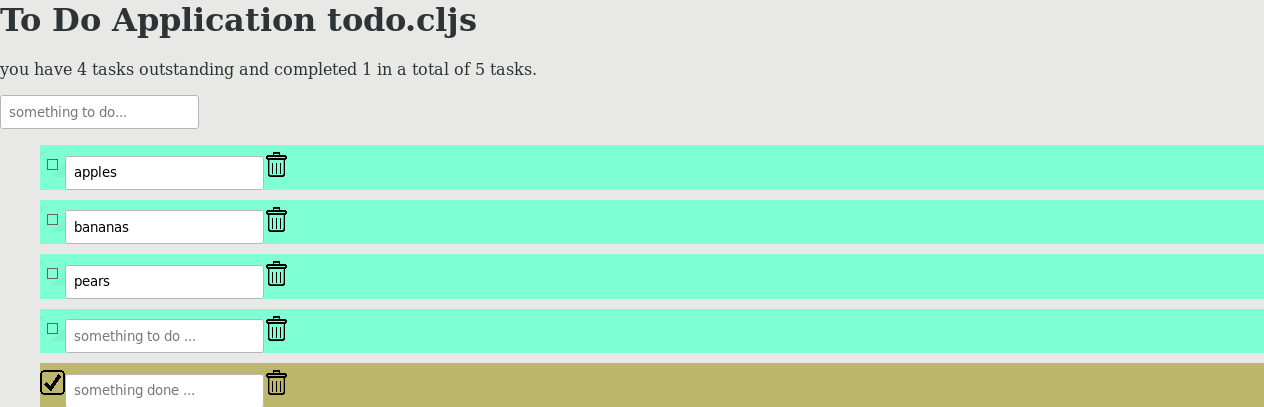 To Do Application todo.cljs
you have 4 tasks outstanding and completed 1 in a total of 5 tasks.
something to do...
apples
bananas
pears
something to do ...
something done ...